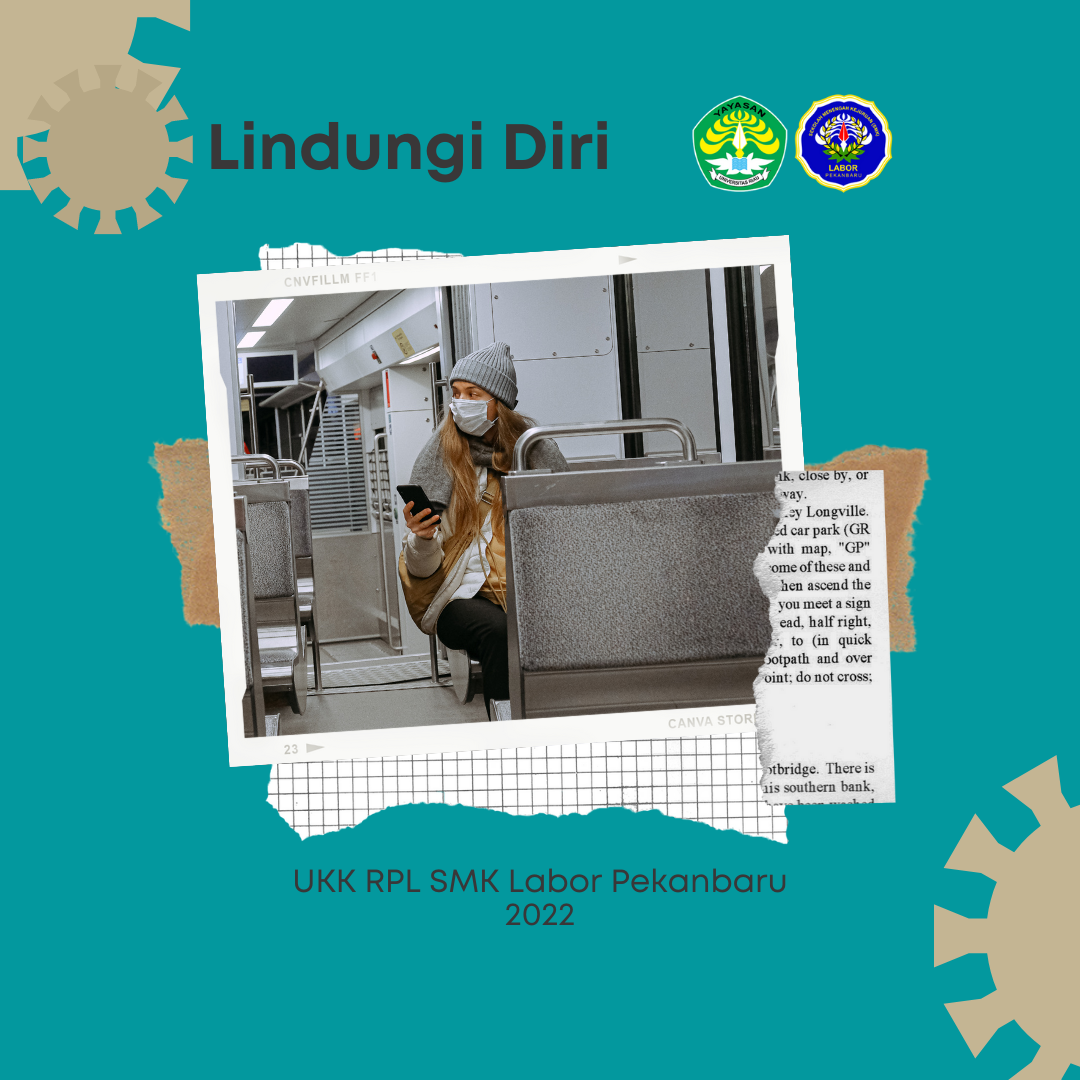 Lindungi Diri
YAYASAN
UNIVERSITAS RIAU
SEKOLAH MENENGAH KEJURUAN (SMK)
LABOR
PEKANBARU
CNVFILLM FF1
close by, or
way.
Longville.
car park (GR
with map, "GP"
ome of these and
hen ascend the
you meet a sign
ead, half right,
to (in quick
ootpath and over
oint; do not cross;
otbridge. There is
his southern bank,
CANVA STOR
23
UKK RPL SMK Labor Pekanbaru
2022